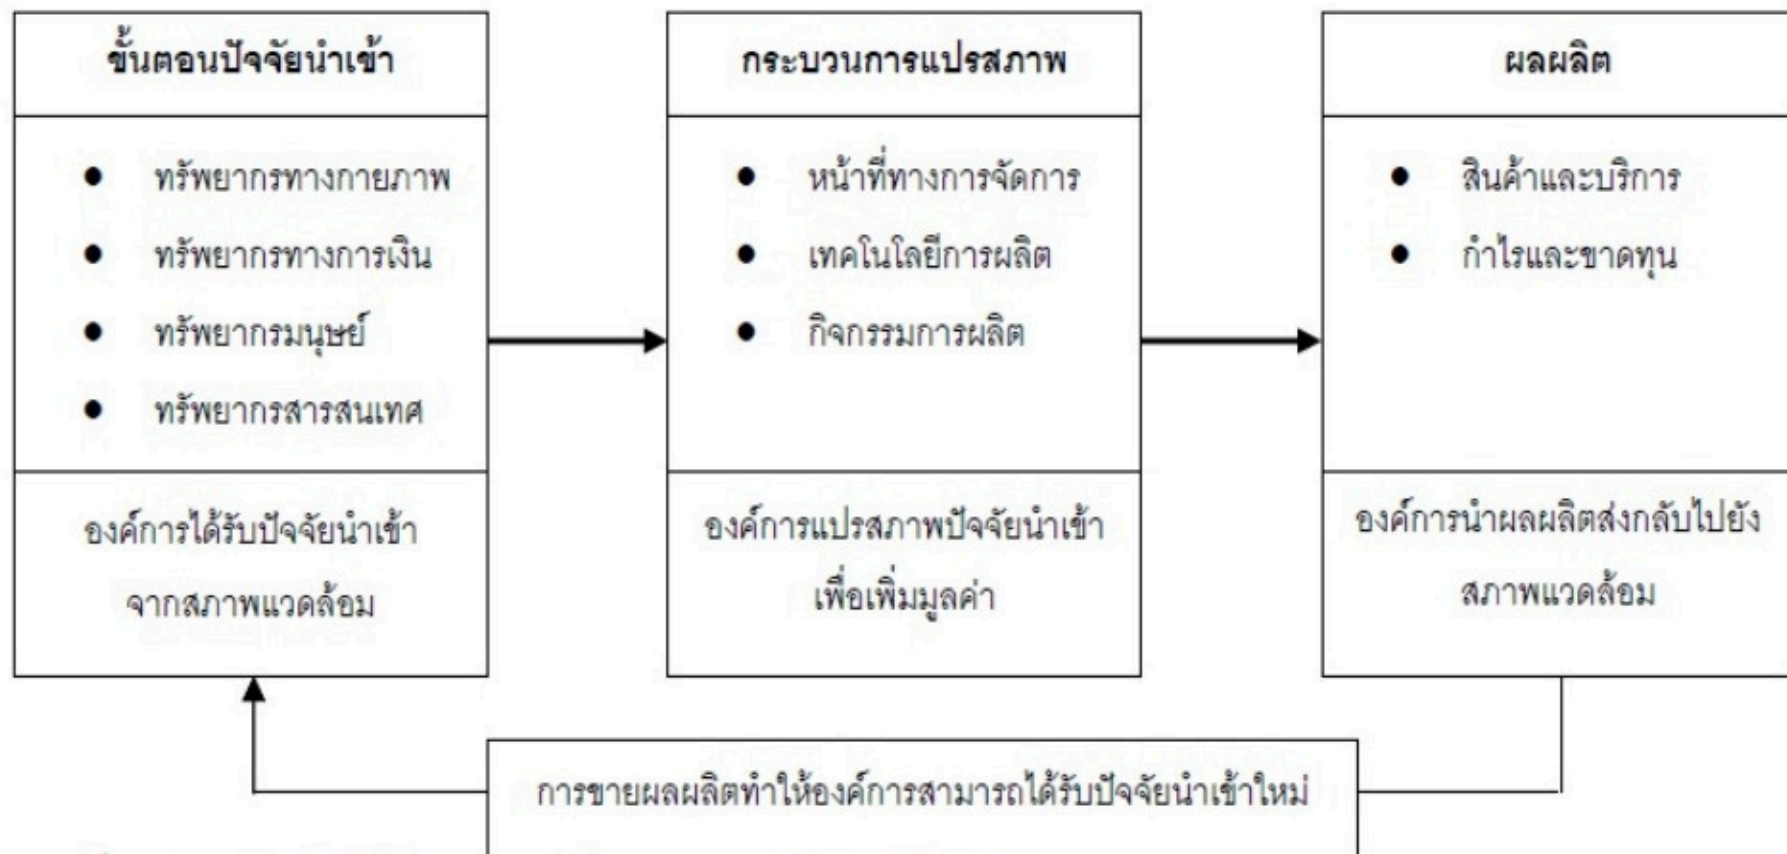 ขั้นตอนปัจจัยนำเข้า
● ทรัพยากรทางกายภาพ
● ทรัพยากรทางการเงิน
● ทรัพยากรมนุษย์
● ทรัพยากรสารสนเทศ
องค์การได้รับปัจจัยนำเข้า
จากสภาพแวดล้อม
กระบวนการแปรสภาพ
● หน้าที่ทางการจัดการ
● เทคโนโลยีการผลิต
● กิจกรรมการผลิต
องค์การแปรสภาพปัจจัยนำเข้า
เพื่อเพิ่มมูลค่า
ผลผลิต
● สินค้าและบริการ
● กำไรและขาดทุน
องค์การนำผลผลิตส่งกลับไปยัง
สภาพแวดล้อม
การขายผลผลิตทำให้องค์การสามารถได้รับปัจจัยนำเข้าใหม่